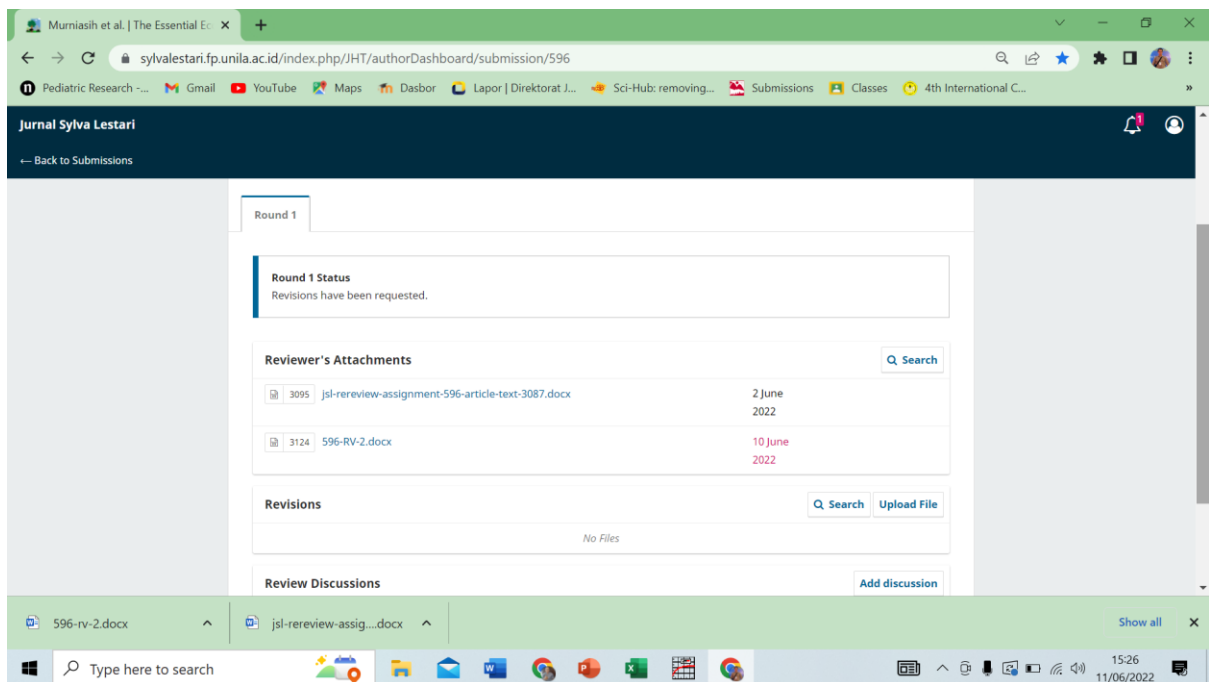 Murniasih et al. | The Essential Ec
sylvalestari.fp.unila.ac.id/index.php/JHT/authorDashboard/submission/596
Pediatric Research -... Gmail YouTube Maps Dasbor Lapor | Direktorat J... Sci-Hub: removing... Submissions Classes 4th International C... »
Jurnal Sylva Lestari 1
← Back to Submissions
Round 1
Round 1 Status
Revisions have been requested.
Reviewer's Attachments Search
3095 jsl-rereview-assignment-596-article-text-3087.docx 2 June
2022
3124 596-RV-2.docx 10 June
2022
Revisions Search Upload File
No Files
Review Discussions Add discussion
596-rv-2.docx jsl-rereview-assig....docx Show all
Type here to search 15:26
11/06/2022